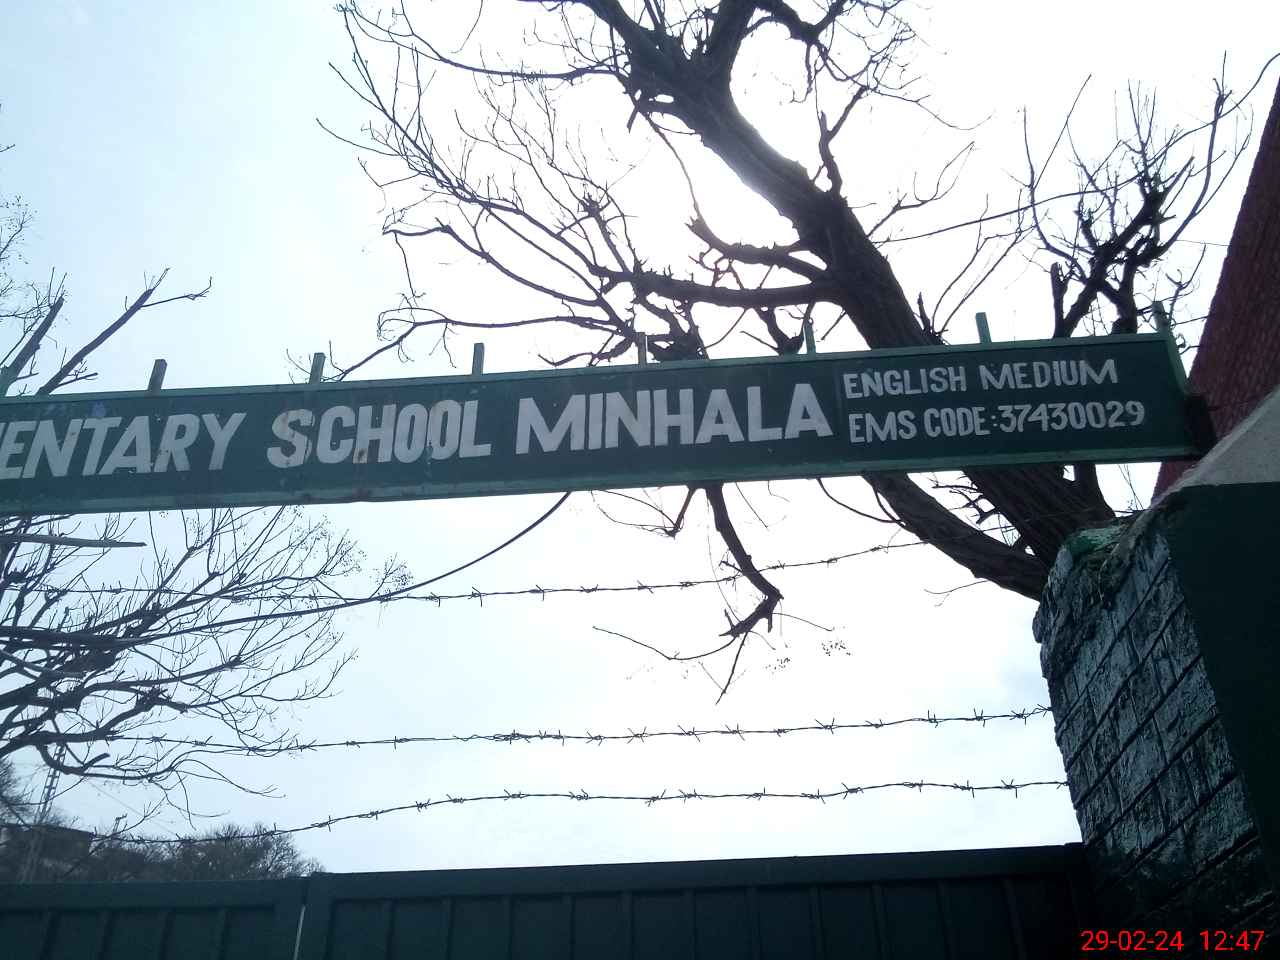 ENTARY SCHOOL MINHALA
ENGLISH MEDIUM
EMS CODE:37430029
29-02-24 12:47